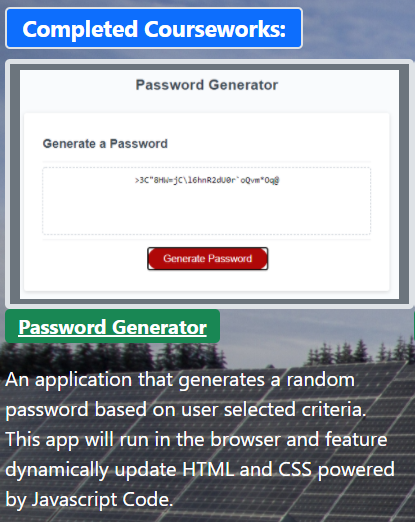 Completed Courseworks:
Password Generator
Generate a Password
>3C"8HW=jC\l6hnR2dU0r`oQvm*Oq@
Generate Password
Password Generator
An application that generates a random
password based on user selected criteria.
This app will run in the browser and feature
dynamically update HTML and CSS powered
by Javascript Code.